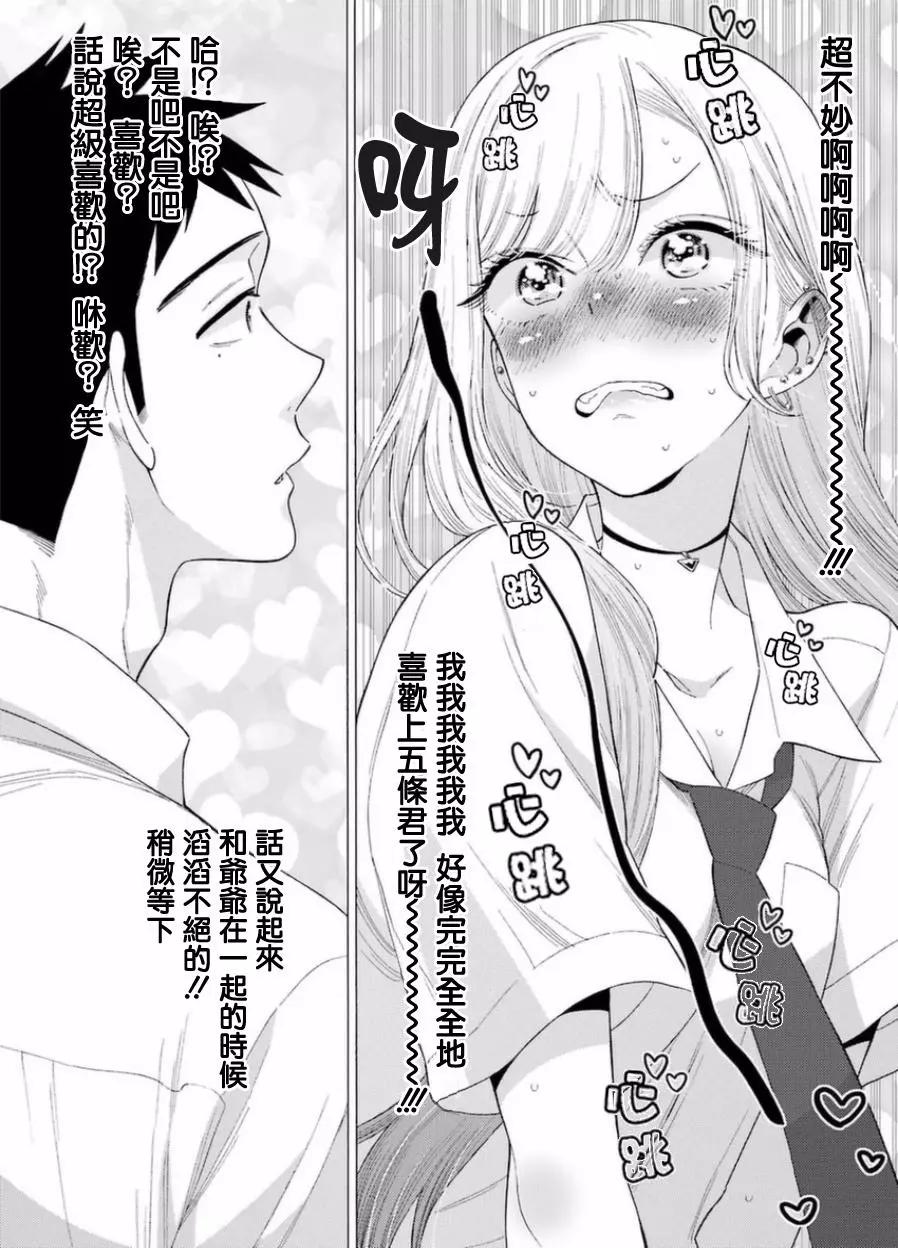 超不妙啊啊啊啊〰〰!!!
心跳
心跳
呀
心跳
心跳
我我我我我我 好像完完全全地
喜歡上五條君了呀〰〰!!!
心跳
心跳
心跳
哈!? 唉!?
不是吧不是吧
唉? 喜歡?
話說超級喜歡的!? 咻歡? 笑
話又說起來
和爺爺在一起的時候
滔滔不絕的!!
稍微等下